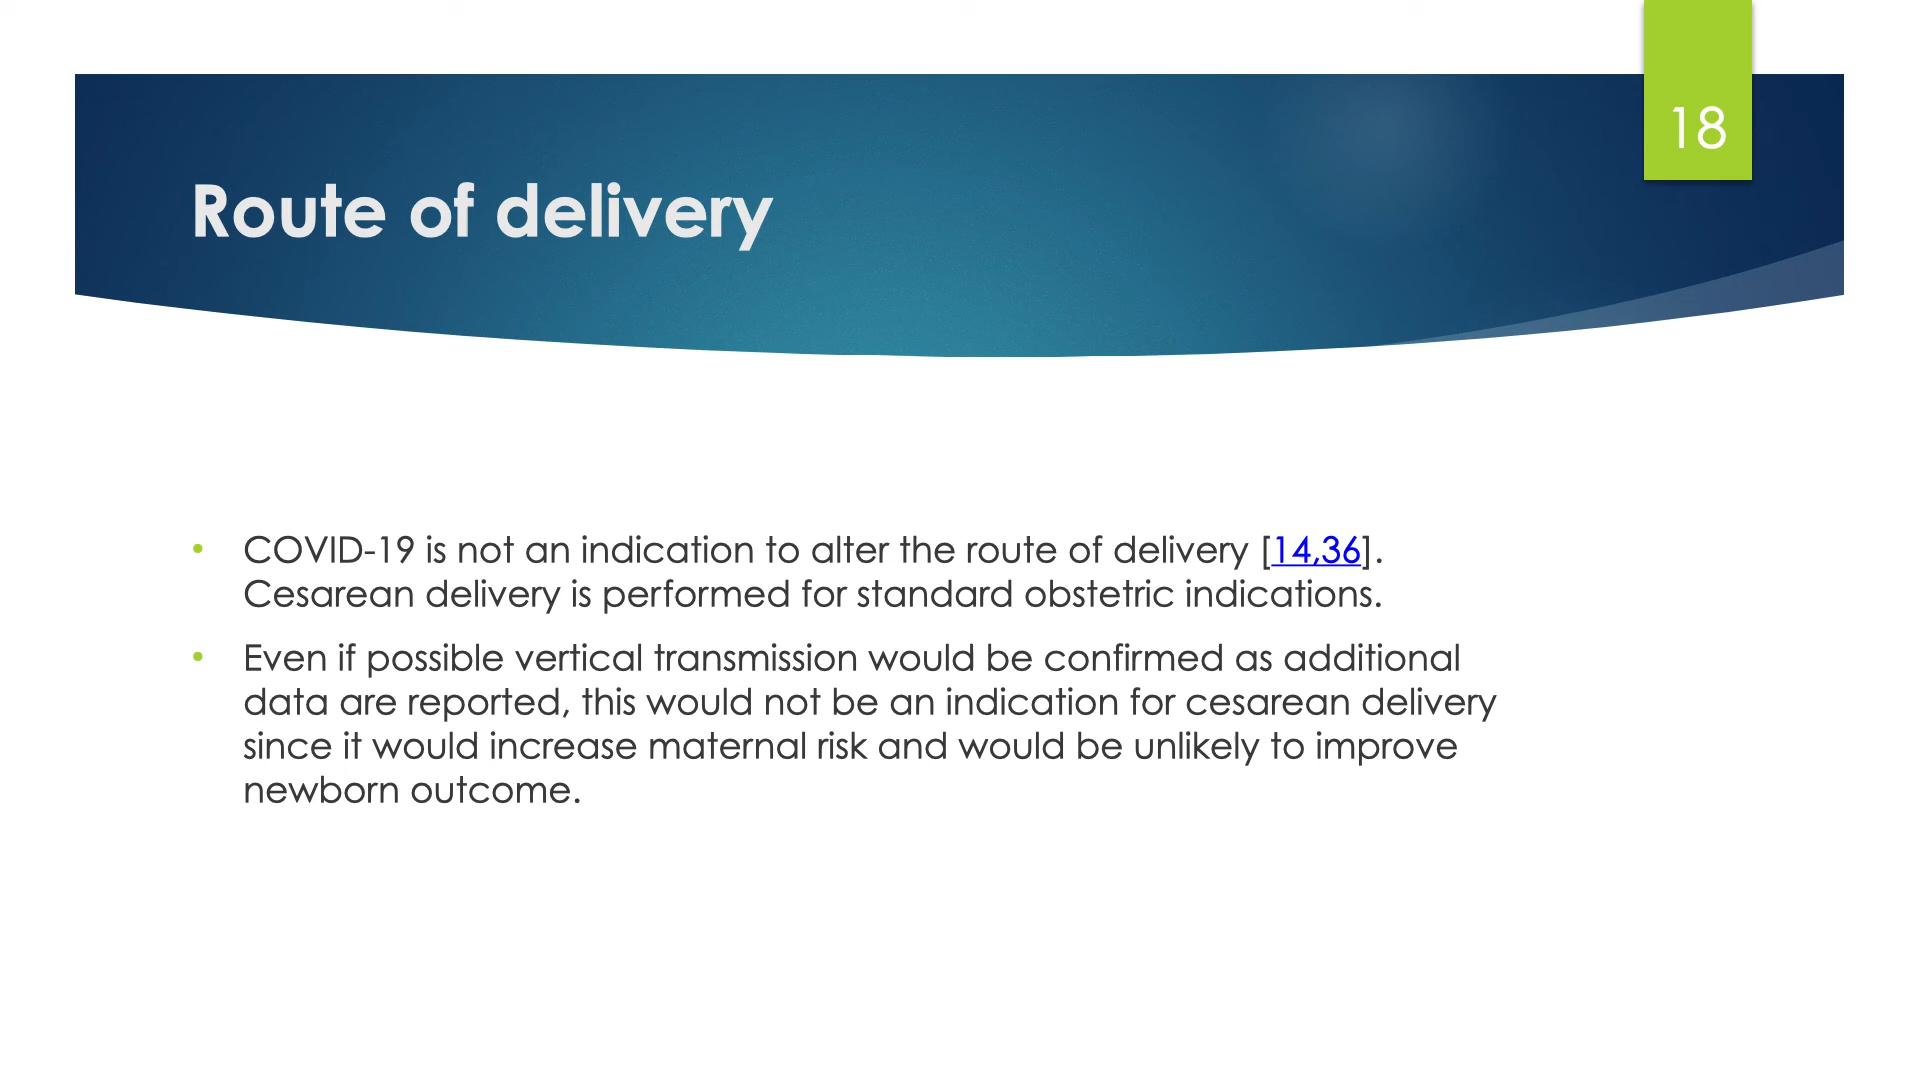 18
Route of delivery
• COVID-19 is not an indication to alter the route of delivery [14,36].
Cesarean delivery is performed for standard obstetric indications.
• Even if possible vertical transmission would be confirmed as additional
data are reported, this would not be an indication for cesarean delivery
since it would increase maternal risk and would be unlikely to improve
newborn outcome.